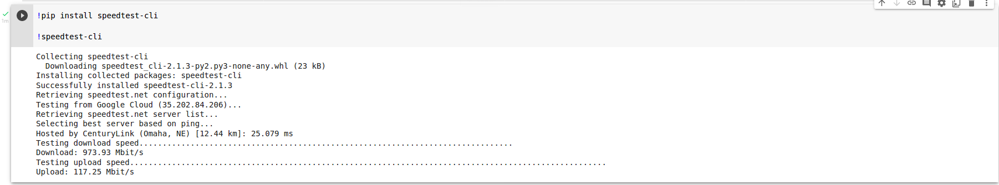 1m
!pip install speedtest-cli
!speedtest-cli
Collecting speedtest-cli
Downloading speedtest_cli-2.1.3-py2.py3-none-any.whl (23 kB)
Installing collected packages: speedtest-cli
Successfully installed speedtest-cli-2.1.3
Retrieving speedtest.net configuration...
Testing from Google Cloud (35.202.84.206)...
Retrieving speedtest.net server list...
Selecting best server based on ping...
Hosted by CenturyLink (Omaha, NE) [12.44 km]: 25.079 ms
Testing download speed................................................................................
Download: 973.93 Mbit/s
Testing upload speed......................................................................................................
Upload: 117.25 Mbit/s